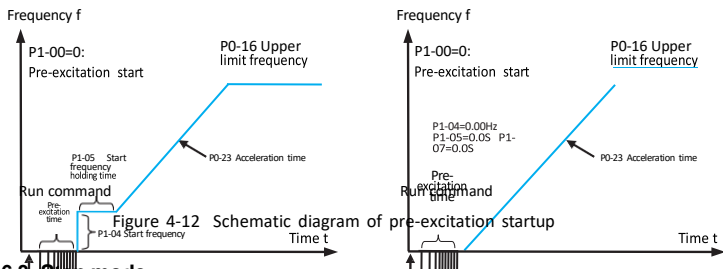 Frequency f
P1-00=0:
Pre-excitation start
P0-16 Upper
limit frequency
P1-05 Start
frequency
holding time
P0-23 Acceleration time
Run command
Pre-
excitation
time
P1-04 Start frequency
Time t
Frequency f
P1-00=0:
Pre-excitation start
P0-16 Upper
limit frequency
P1-04=0.00Hz
P1-05=0.0S P1-
07=0.0S
P0-23 Acceleration time
Pre-
excitation
time
Run command
Time t
Figure 4-12 Schematic diagram of pre-excitation startup
mode